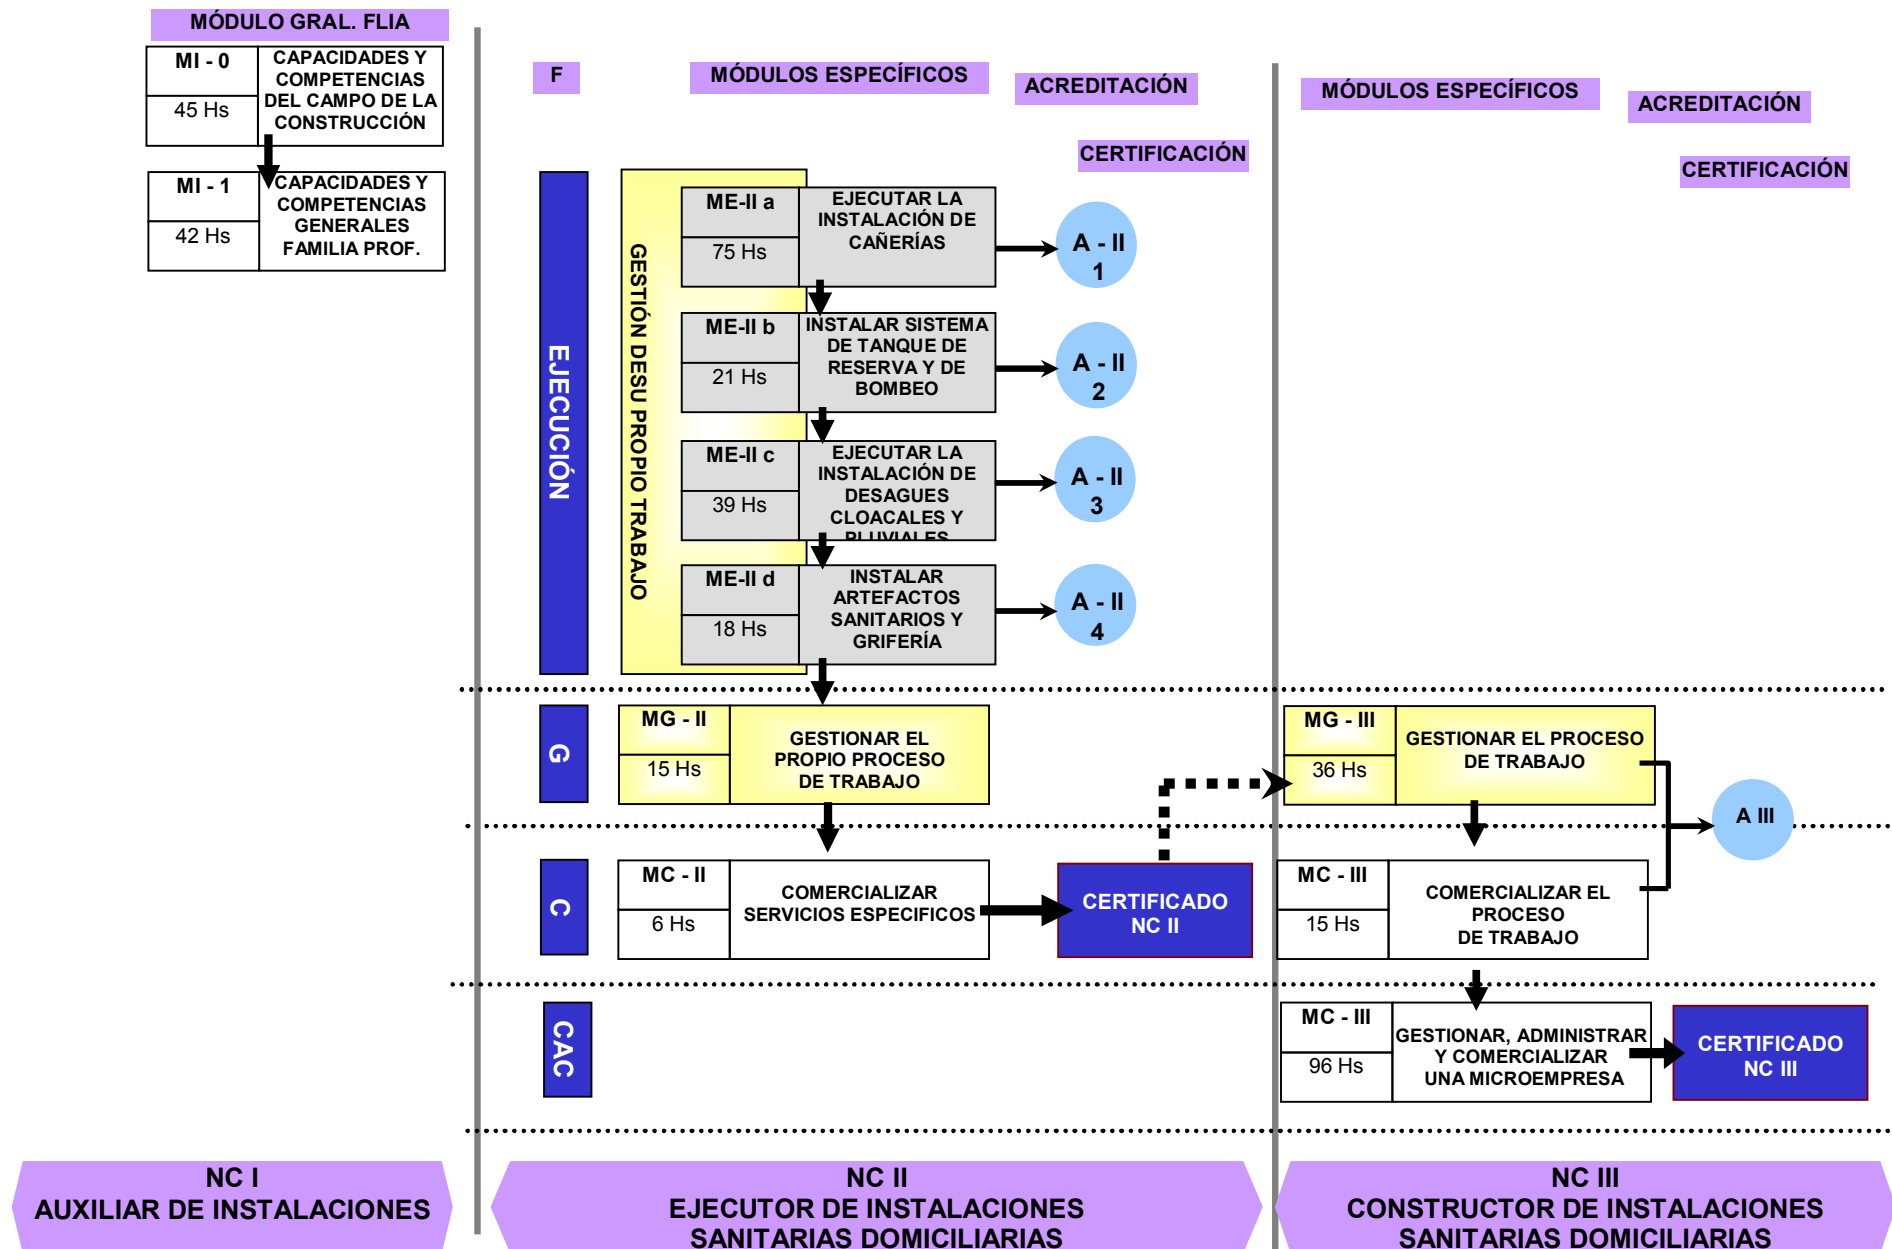 MÓDULO GRAL. FLIA
MI - 0
45 Hs
CAPACIDADES Y
COMPETENCIAS
DEL CAMPO DE LA
CONSTRUCCIÓN
MI - 1
42 Hs
CAPACIDADES Y
COMPETENCIAS
GENERALES
FAMILIA PROF.
F
MÓDULOS ESPECÍFICOS
ACREDITACIÓN
CERTIFICACIÓN
EJECUCIÓN
GESTIÓN DESU PROPIO TRABAJO
ME-II a
75 Hs
EJECUTAR LA
INSTALACIÓN DE
CAÑERÍAS
A - II
1
ME-II b
21 Hs
INSTALAR SISTEMA
DE TANQUE DE
RESERVA Y DE
BOMBEO
A - II
2
ME-II c
39 Hs
EJECUTAR LA
INSTALACIÓN DE
DESAGUES
CLOACALES Y
PLUVIALES
A - II
3
ME-II d
18 Hs
INSTALAR
ARTEFACTOS
SANITARIOS Y
GRIFERÍA
A - II
4
G
MG - II
15 Hs
GESTIONAR EL
PROPIO PROCESO
DE TRABAJO
C
MC - II
6 Hs
COMERCIALIZAR
SERVICIOS ESPECIFICOS
CERTIFICADO
NC II
CAC
MÓDULOS ESPECÍFICOS
ACREDITACIÓN
CERTIFICACIÓN
MG - III
36 Hs
GESTIONAR EL PROCESO
DE TRABAJO
A III
MC - III
15 Hs
COMERCIALIZAR EL
PROCESO
DE TRABAJO
MC - III
96 Hs
GESTIONAR, ADMINISTRAR
Y COMERCIALIZAR
UNA MICROEMPRESA
CERTIFICADO
NC III
NC I
AUXILIAR DE INSTALACIONES
NC II
EJECUTOR DE INSTALACIONES
SANITARIAS DOMICILIARIAS
NC III
CONSTRUCTOR DE INSTALACIONES
SANITARIAS DOMICILIARIAS